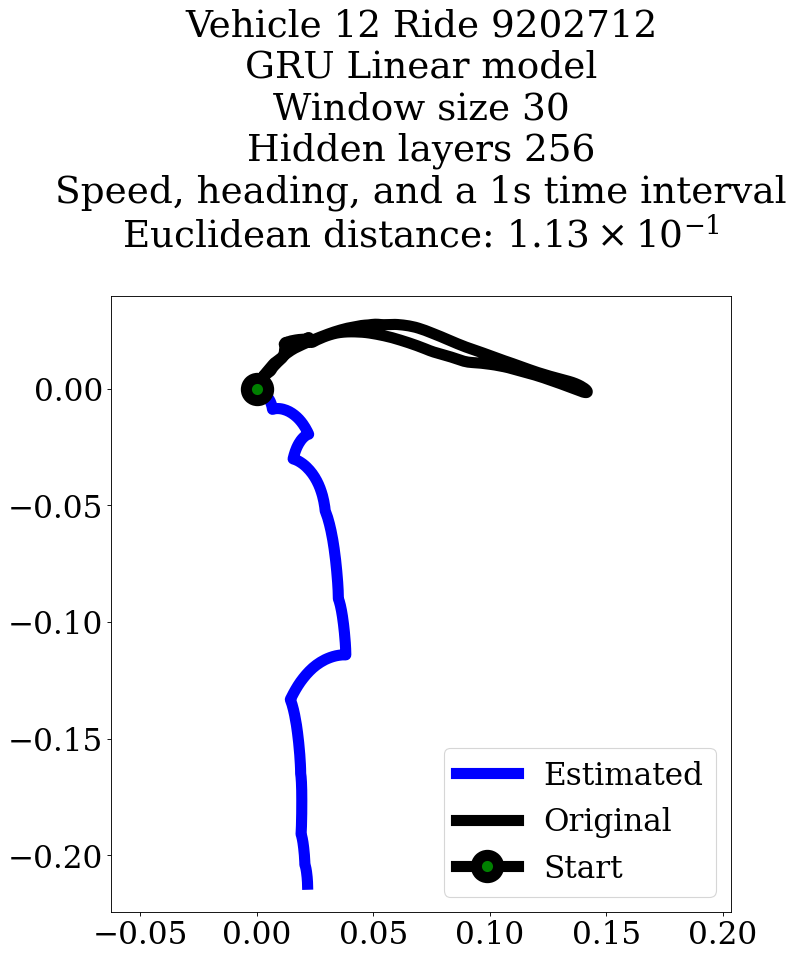 Vehicle 12 Ride 9202712
GRU Linear model
Window size 30
Hidden layers 256
Speed, heading, and a 1s time interval
Euclidean distance: 1.13 × 10⁻¹
0.00
−0.05
−0.10
−0.15
−0.20
Estimated
Original
Start
−0.05 0.00 0.05 0.10 0.15 0.20